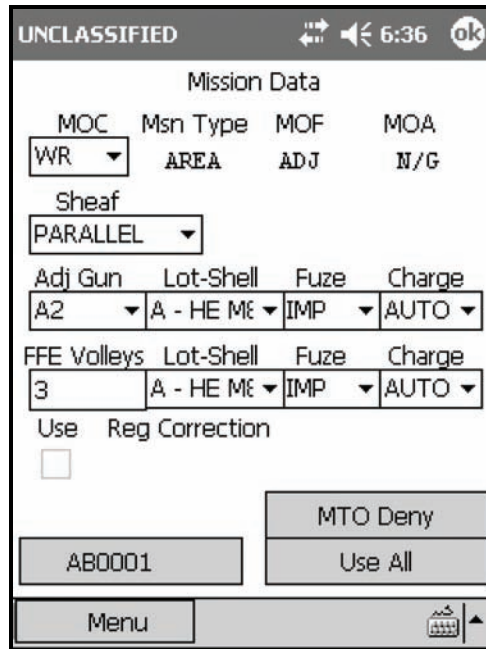 UNCLASSIFIED 6:36 ok
Mission Data
MOC Msn Type MOF MOA
WR AREA ADJ N/G
Sheaf
PARALLEL
Adj Gun Lot-Shell Fuze Charge
A2 A - HE M IMP AUTO
FFE Volleys Lot-Shell Fuze Charge
3 A - HE M IMP AUTO
Use Reg Correction
MTO Deny
AB0001 Use All
Menu